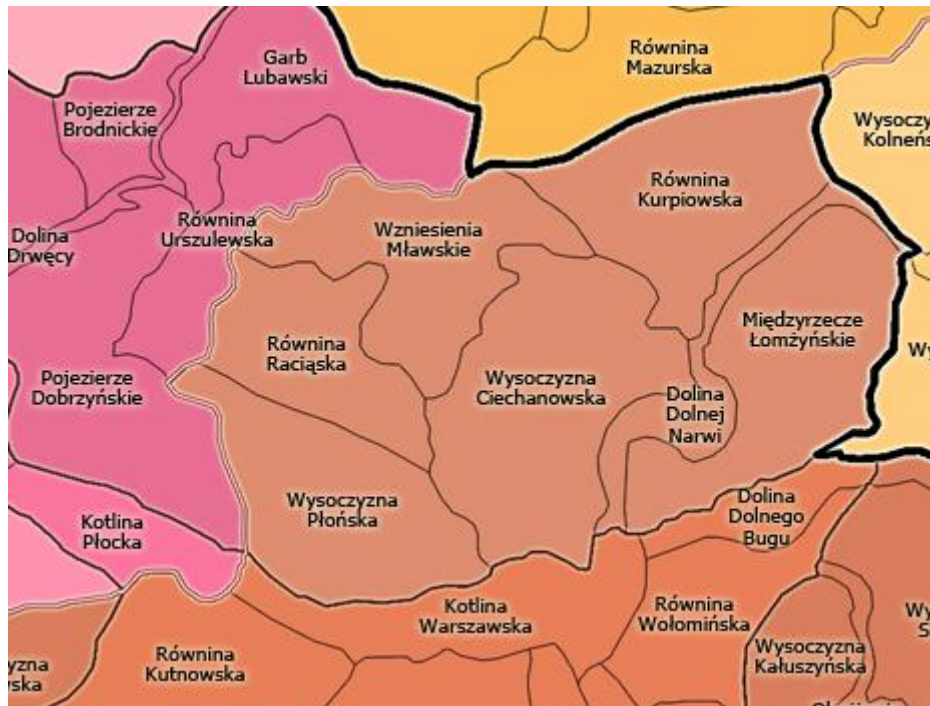 Garb
Lubawski
Równina
Mazurska
Pojezierze
Brodnickie
Równina
Kurpiowska
Dolina
Drwęcy
Równina
Urszulewska
Wzniesienia
Mławskie
Międzyrzecze
Łomżyńskie
Równina
Raciąska
Pojezierze
Dobrzyńskie
Wysoczyzna
Ciechanowska
Dolina
Dolnej
Narwi
Wysoczyzna
Płońska
Dolina
Dolnego
Bugu
Kotlina
Płocka
Kotlina
Warszawska
Równina
Wołomińska
Równina
Kutnowska
Wysoczyzna
Kałuszyńska